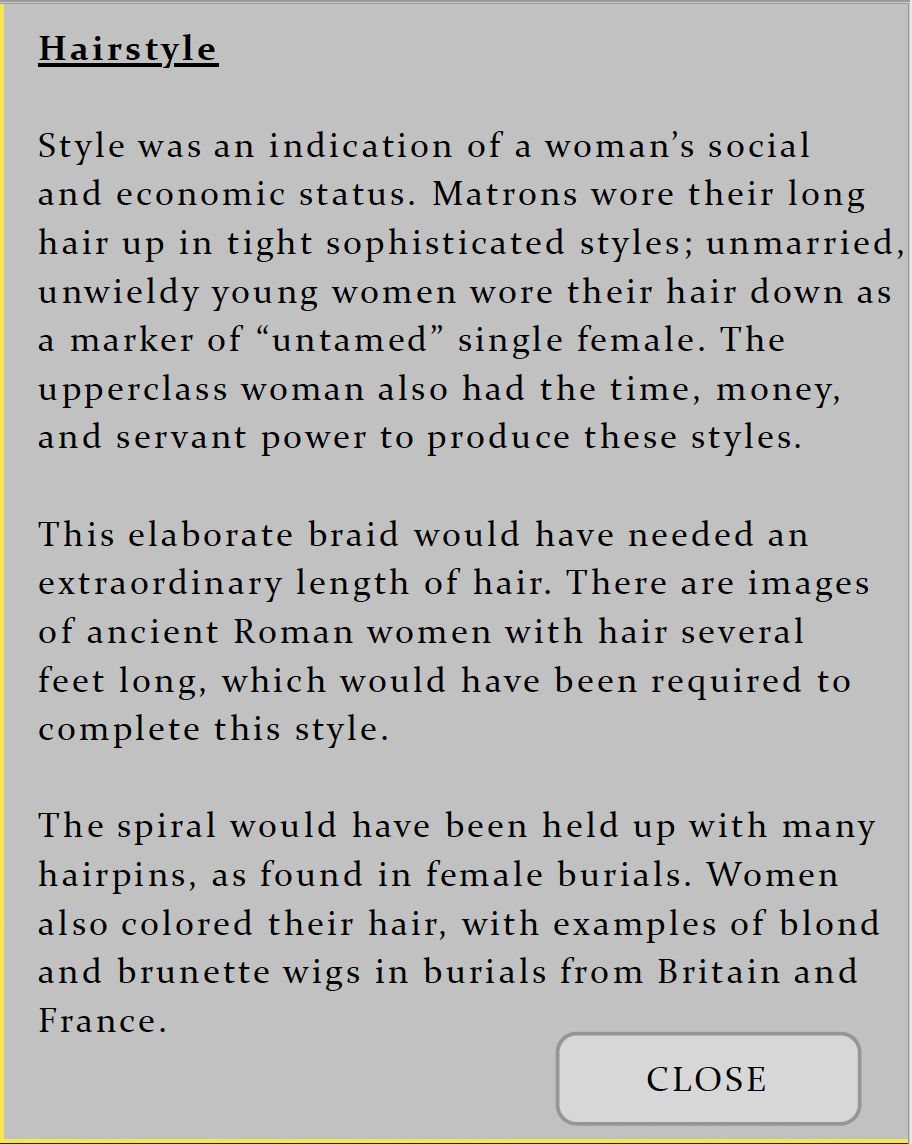 Hairstyle
Style was an indication of a woman’s social
and economic status. Matrons wore their long
hair up in tight sophisticated styles; unmarried,
unwieldy young women wore their hair down as
a marker of “untamed” single female. The
upperclass woman also had the time, money,
and servant power to produce these styles.
This elaborate braid would have needed an
extraordinary length of hair. There are images
of ancient Roman women with hair several
feet long, which would have been required to
complete this style.
The spiral would have been held up with many
hairpins, as found in female burials. Women
also colored their hair, with examples of blond
and brunette wigs in burials from Britain and
France.
CLOSE